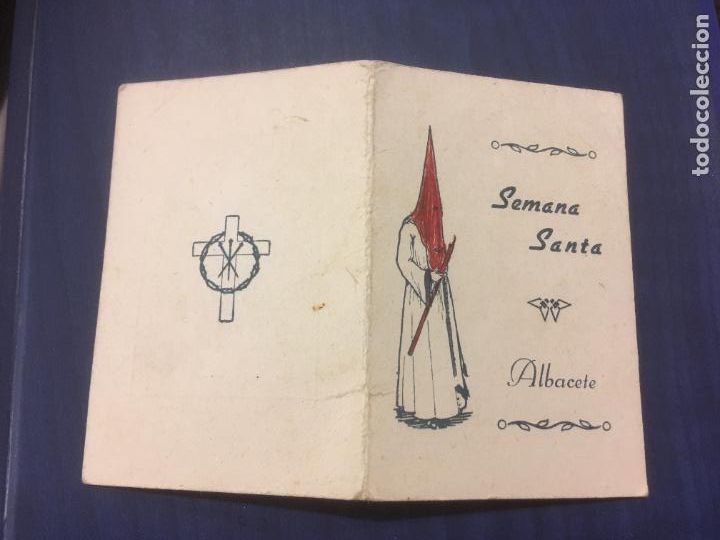 Semana
Santa
Albacete
todocoleccion